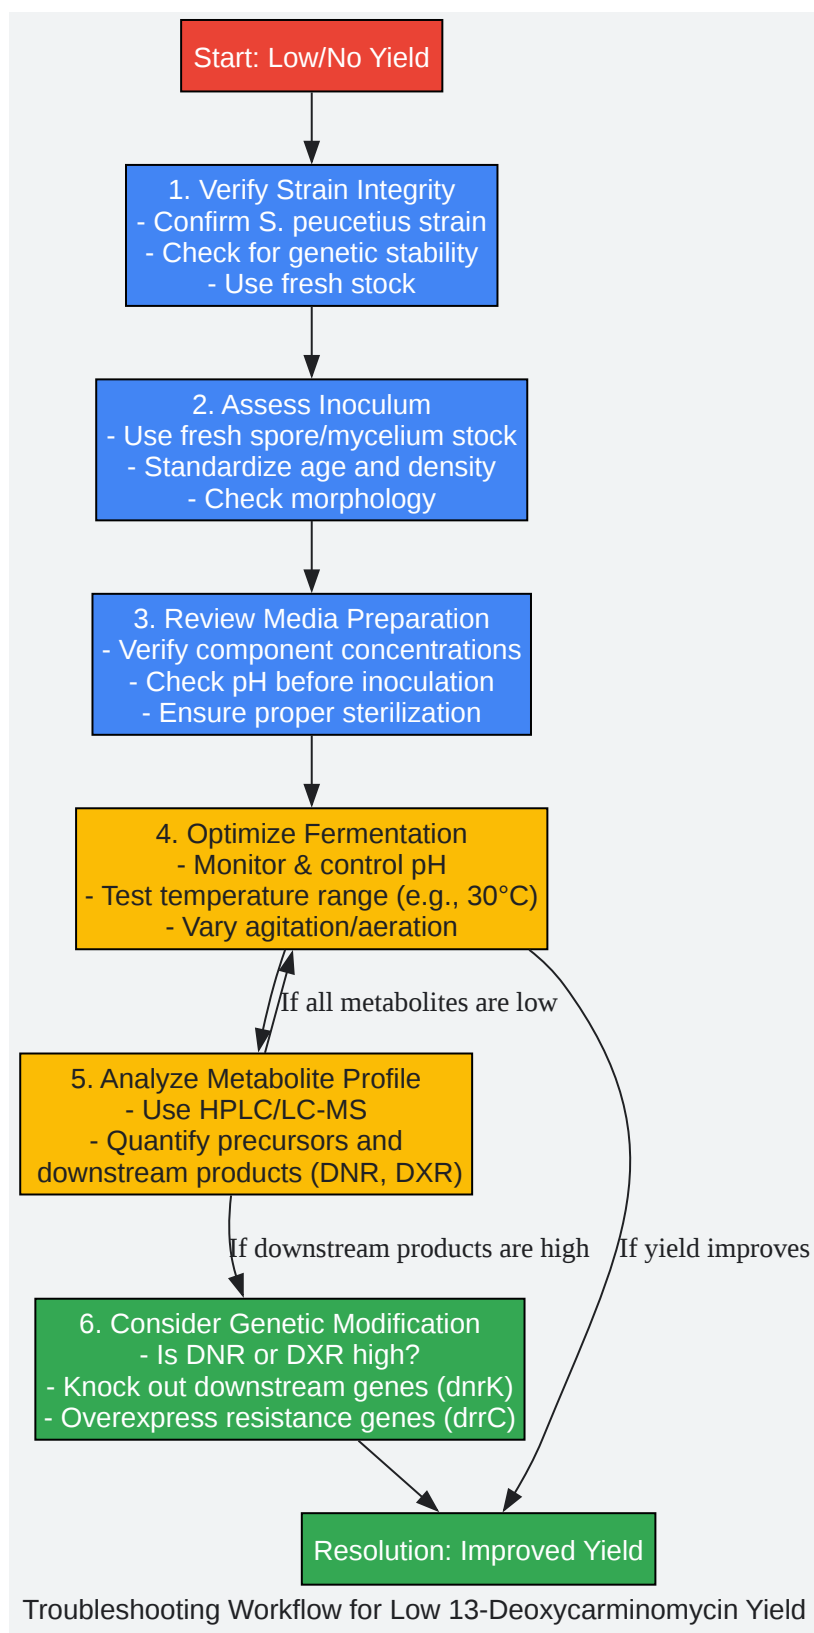 Start: Low/No Yield
1. Verify Strain Integrity
- Confirm S. peucetius strain
- Check for genetic stability
- Use fresh stock
2. Assess Inoculum
- Use fresh spore/mycelium stock
- Standardize age and density
- Check morphology
3. Review Media Preparation
- Verify component concentrations
- Check pH before inoculation
- Ensure proper sterilization
4. Optimize Fermentation
- Monitor & control pH
- Test temperature range (e.g., 30°C)
- Vary agitation/aeration
If all metabolites are low
5. Analyze Metabolite Profile
- Use HPLC/LC-MS
- Quantify precursors and
downstream products (DNR, DXR)
If downstream products are high
If yield improves
6. Consider Genetic Modification
- Is DNR or DXR high?
- Knock out downstream genes (dnrK)
- Overexpress resistance genes (drrC)
Resolution: Improved Yield
Troubleshooting Workflow for Low 13-Deoxycarminomycin Yield